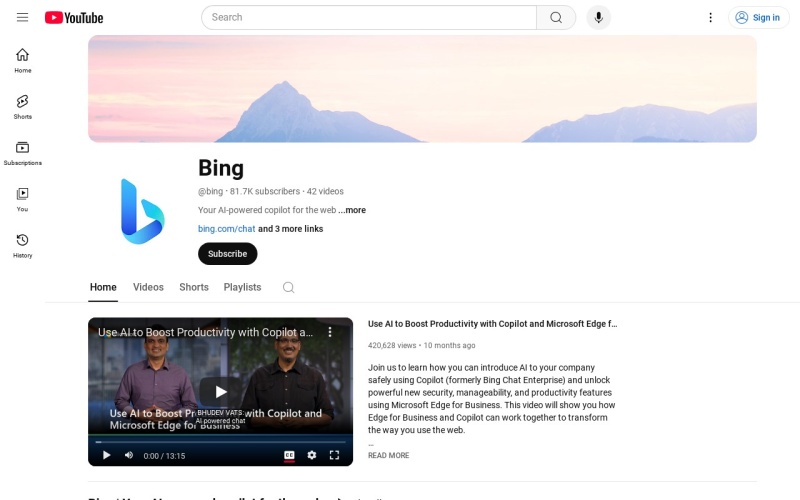 YouTube
Search
Sign in
Home
Shorts
Subscriptions
You
History
Bing
@bing • 81.7K subscribers • 42 videos
Your AI-powered copilot for the web ...more
bing.com/chat and 3 more links
Subscribe
Home Videos Shorts Playlists
Use AI to Boost Productivity with Copilot a...
Use AI to Boost Pr
with Copilot and
Microsoft Edge for Business
BHUDEV VATS:
AI powered chat
0:00 / 13:15
CC
Use AI to Boost Productivity with Copilot and Microsoft Edge f...
420,628 views • 10 months ago
Join us to learn how you can introduce AI to your company
safely using Copilot (formerly Bing Chat Enterprise) and unlock
powerful new security, manageability, and productivity features
using Microsoft Edge for Business. This video will show you how
Edge for Business and Copilot can work together to transform
the way you use the web.
...
READ MORE